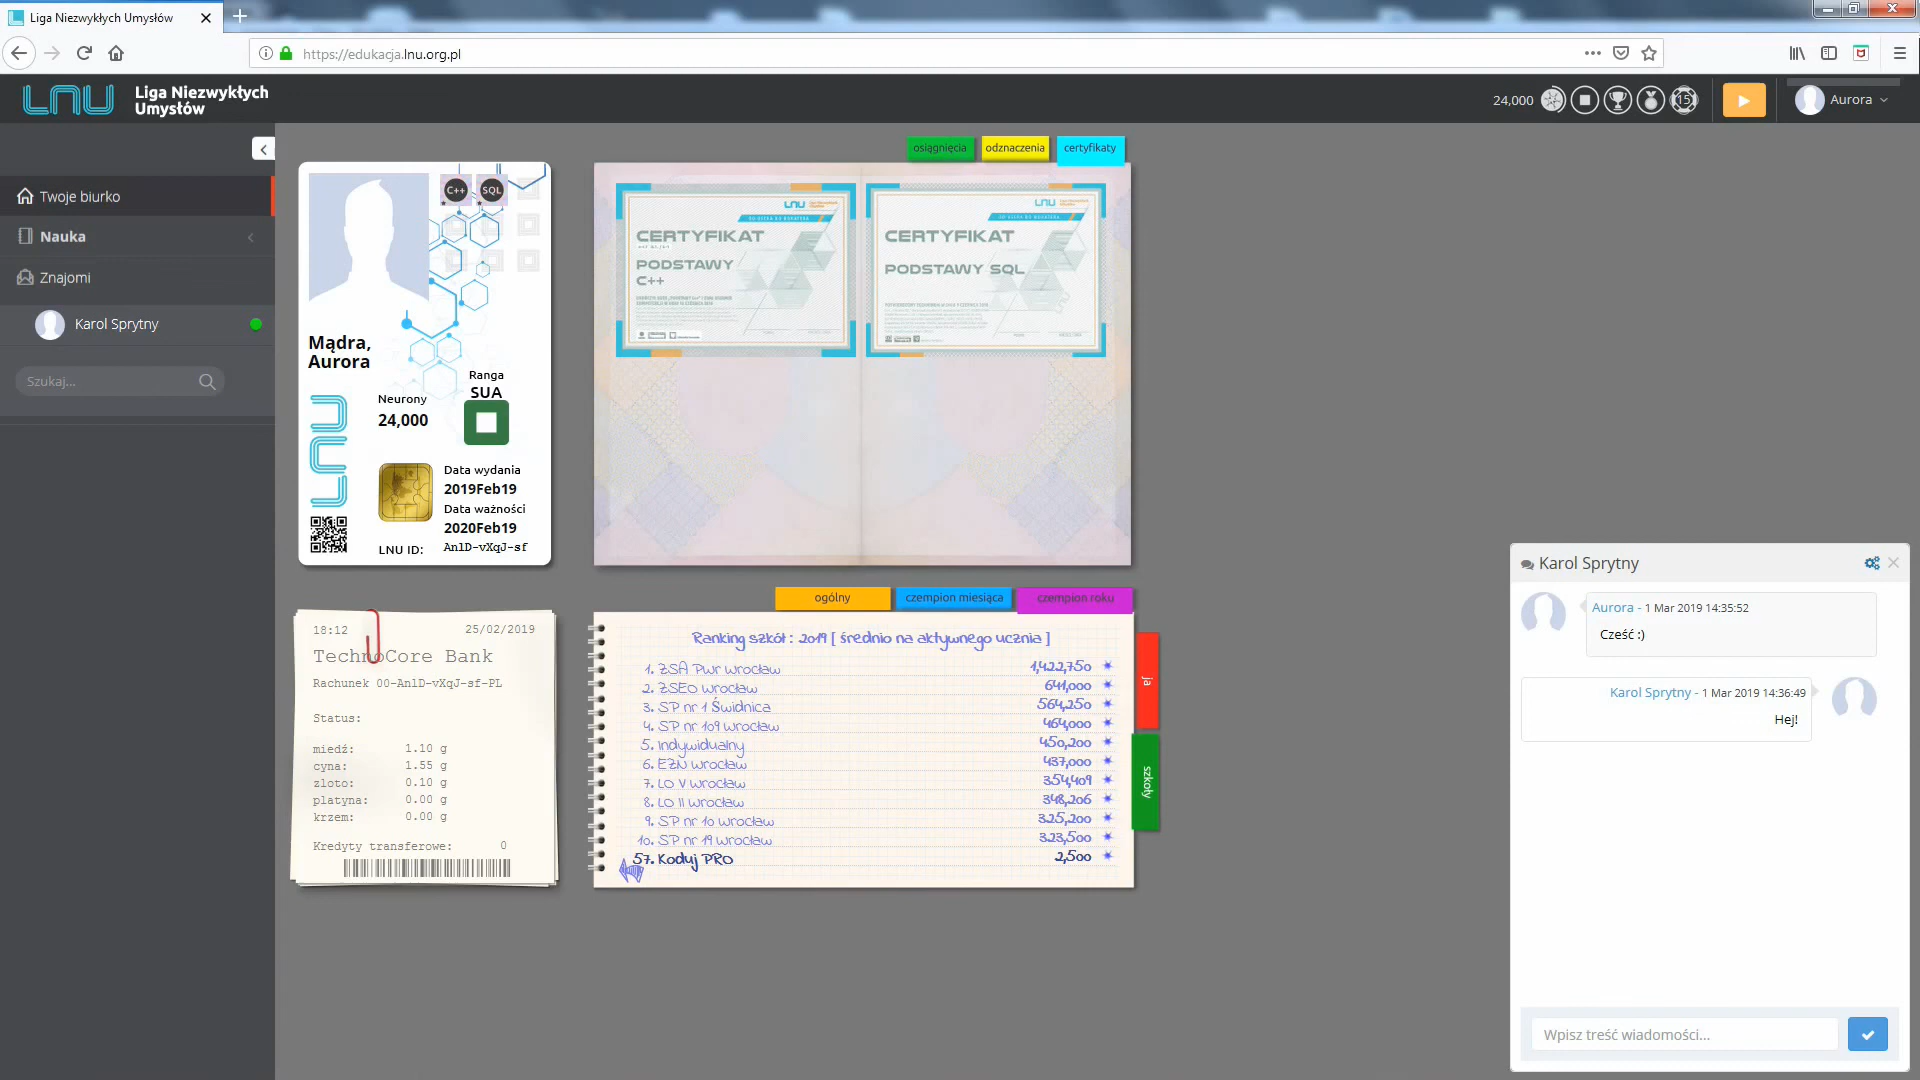 Liga Niezwykłych Umysłów
https://edukacja.lnu.org.pl
LNU
Liga Niezwykłych
Umysłów
24,000
15
Aurora
Twoje biurko
Nauka
Znajomi
Karol Sprytny
Szukaj...
C++
SQL
Mądra,
Aurora
Ranga
SUA
Neurony
24,000
LNU
Data wydania
2019Feb19
Data ważności
2020Feb19
LNU ID:
An1D-vXqJ-sf
osiągnięcia
odznaczenia
certyfikaty
LNU
CERTYFIKAT
PODSTAWY
C++
LNU
CERTYFIKAT
PODSTAWY SQL
18:12
25/02/2019
TechnoCore Bank
Rachunek 00-An1D-vXqJ-sf-PL
Status:
miedź: 1.10 g
cyna: 1.55 g
zloto: 0.10 g
platyna: 0.00 g
krzem: 0.00 g
Kredyty transferowe: 0
ogólny
czempion miesiąca
czempion roku
Ranking szkół : 2019 [ średnio na aktywnego ucznia ]
1. ZSA PWr Wrocław 1,422,750
2. ZSEO Wrocław 641,000
3. SP nr 1 Świdnica 564,250
4. SP nr 109 Wrocław 464,000
5. Indywidualny 450,200
6. EZN Wrocław 437,000
7. LO V Wrocław 354,409
8. LO II Wrocław 348,206
9. SP nr 10 Wrocław 325,200
10. SP nr 19 Wrocław 323,500
57. Koduj PRO 2,500
ja
szkoły
Karol Sprytny
Aurora - 1 Mar 2019 14:35:52
Cześć :)
Karol Sprytny - 1 Mar 2019 14:36:49
Hej!
Wpisz treść wiadomości...